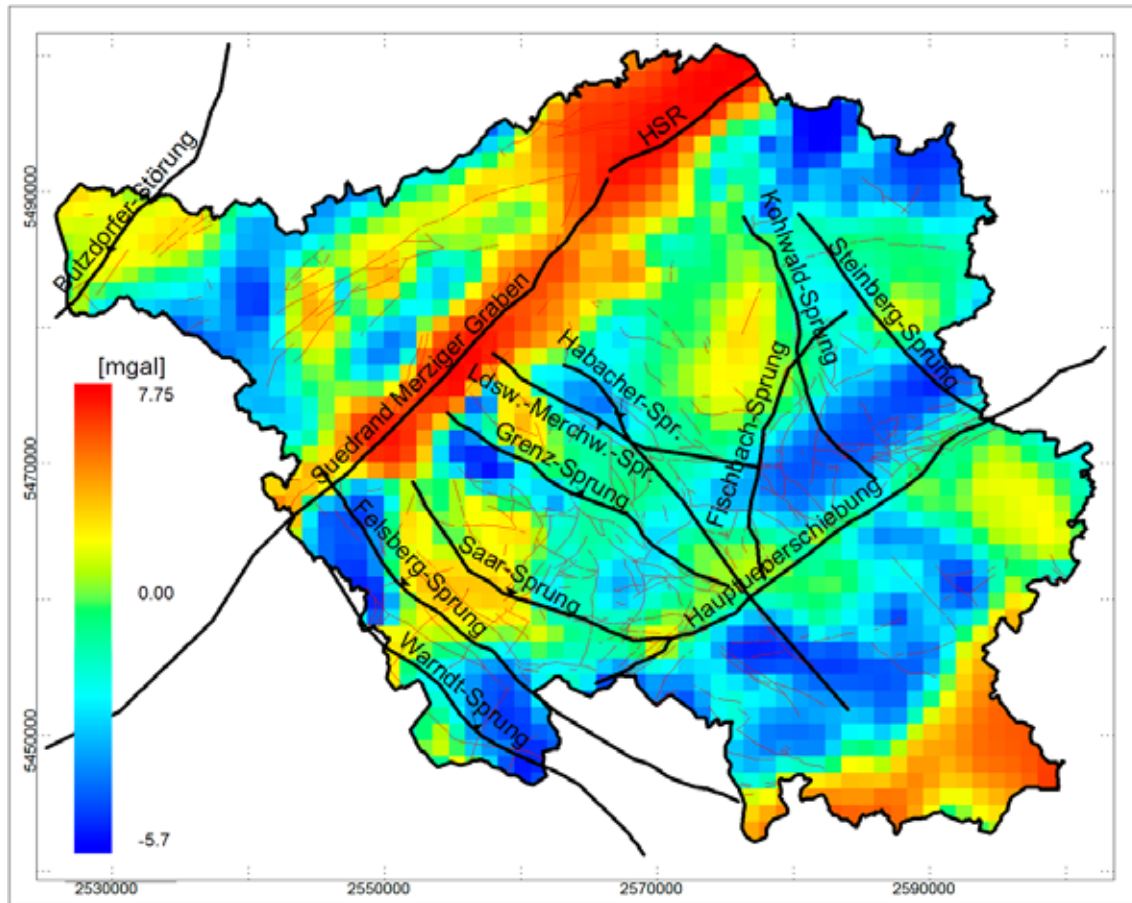 HSR
Butzdorfer-Störung
5490000
Kohlwald-Sprung
Steinberg-Sprung
Suedrand Merziger Graben
[mgal]
7.75
Habacher-Spr.
Ldsw.-Merchw.-Spr.
Fischbach-Sprung
Grenz-Sprung
5470000
Felsberg-Sprung
Saar-Sprung
Hauptueberschiebung
0.00
Warndt-Sprung
5450000
-5.7
2530000
2550000
2570000
2590000